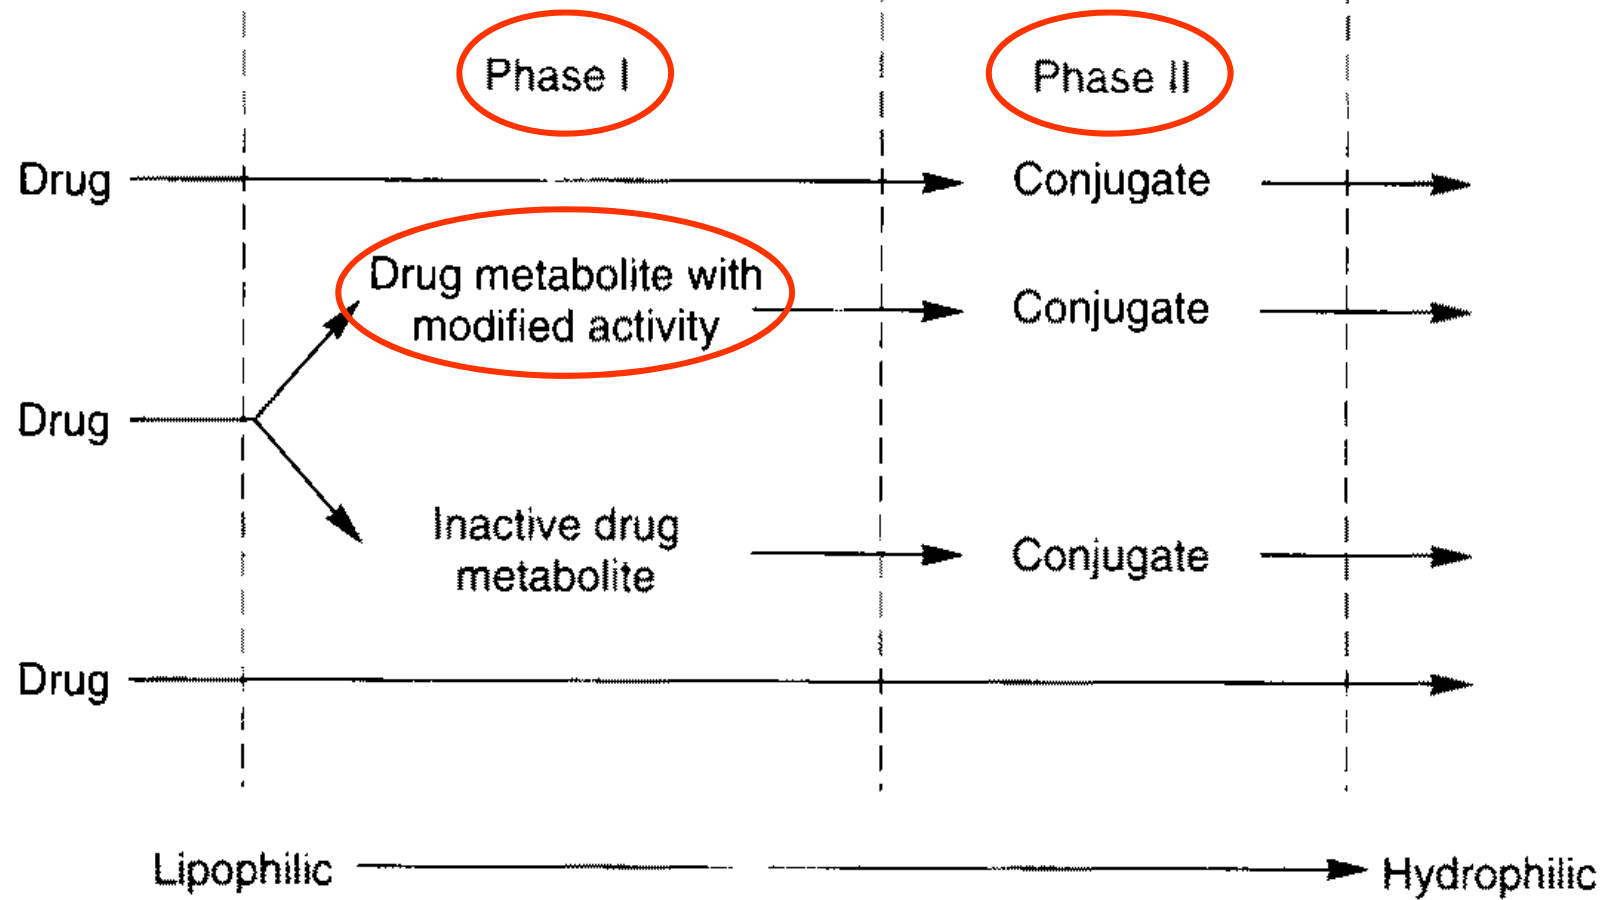 Phase I
Phase II
Drug
Conjugate
Drug metabolite with
modified activity
Conjugate
Drug
Inactive drug
metabolite
Conjugate
Drug
Lipophilic
Hydrophilic